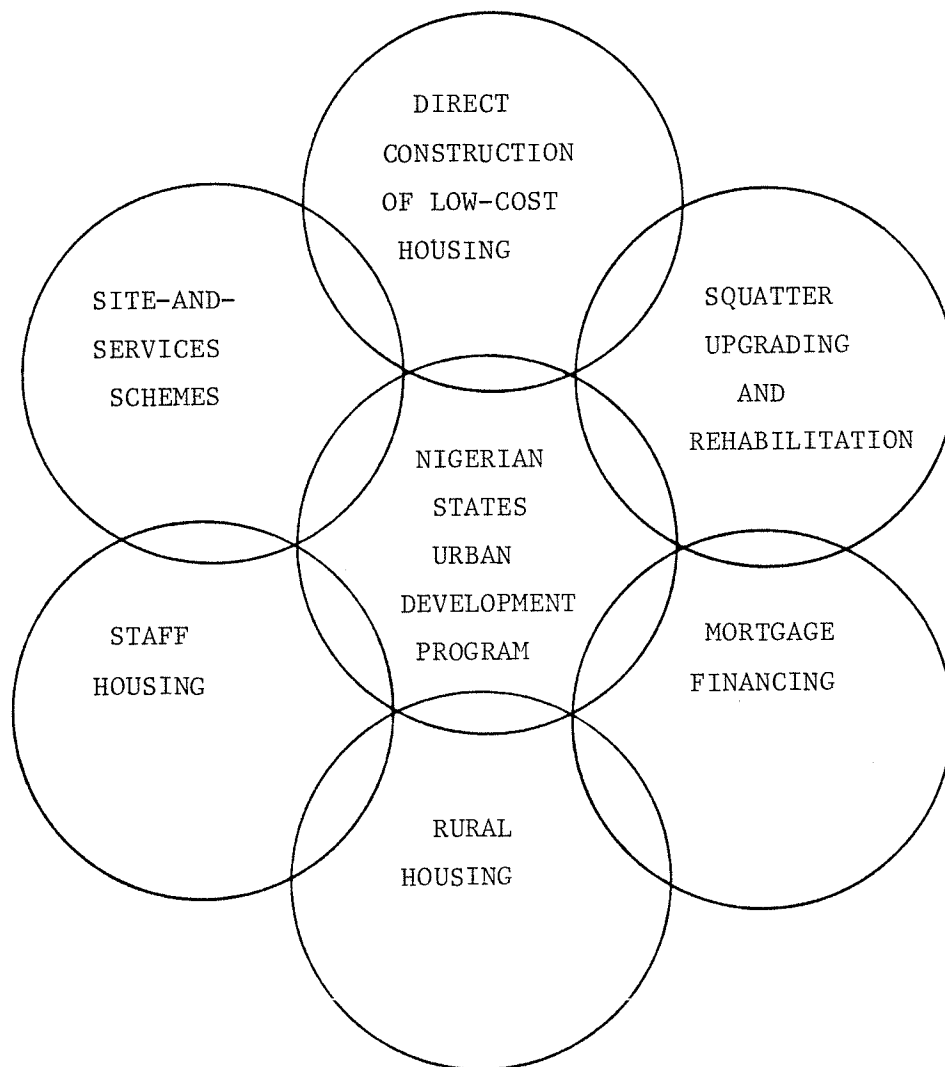 DIRECT
CONSTRUCTION
OF LOW-COST
HOUSING
SITE-AND-
SERVICES
SCHEMES
SQUATTER
UPGRADING
AND
REHABILITATION
NIGERIAN
STATES
URBAN
DEVELOPMENT
PROGRAM
STAFF
HOUSING
MORTGAGE
FINANCING
RURAL
HOUSING